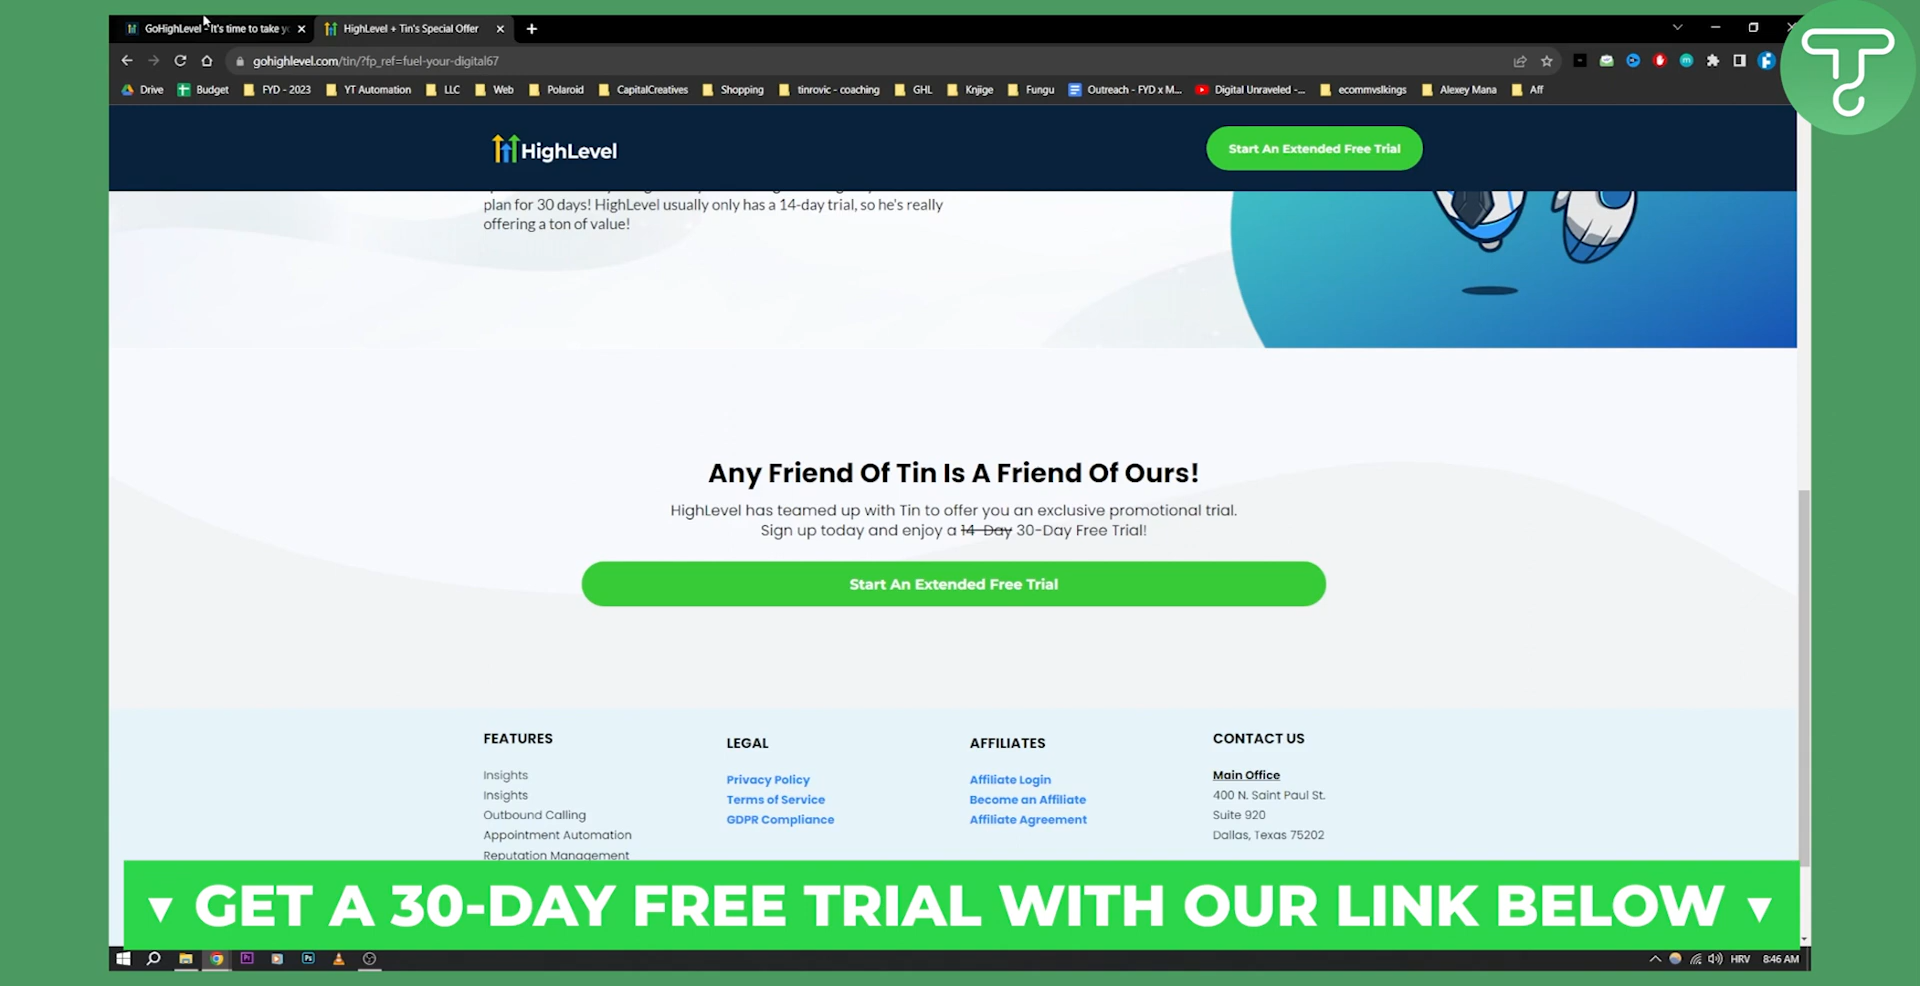 GoHighLevel - It's time to take yo
HighLevel + Tin's Special Offer
gohighlevel.com/tin/?fp_ref=fuel-your-digital67
Drive
Budget
FYD - 2023
YT Automation
LLC
Web
Polaroid
CapitalCreatives
Shopping
tinrovic - coaching
GHL
Knjige
Fungu
Outreach - FYD x M...
Digital Unraveled -...
ecommvslkings
Alexey Mana
Aff
HighLevel
Start An Extended Free Trial
plan for 30 days! HighLevel usually only has a 14-day trial, so he's really
offering a ton of value!
Any Friend Of Tin Is A Friend Of Ours!
HighLevel has teamed up with Tin to offer you an exclusive promotional trial.
Sign up today and enjoy a 14-Day 30-Day Free Trial!
Start An Extended Free Trial
FEATURES
Insights
Insights
Outbound Calling
Appointment Automation
Reputation Management
LEGAL
Privacy Policy
Terms of Service
GDPR Compliance
AFFILIATES
Affiliate Login
Become an Affiliate
Affiliate Agreement
CONTACT US
Main Office
400 N. Saint Paul St.
Suite 920
Dallas, Texas 75202
▼ GET A 30-DAY FREE TRIAL WITH OUR LINK BELOW ▼
HRV
8:46 AM